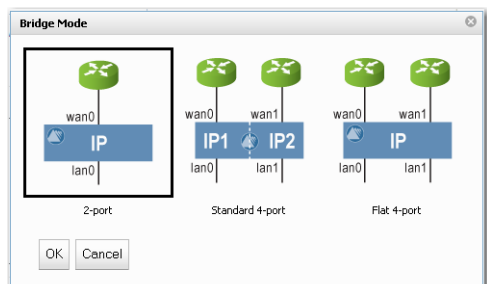 Bridge Mode
wan0 wan0 wan1 wan0 wan1
IP IP1 IP2 IP
lan0 lan0 lan1 lan0 lan1
2-port Standard 4-port Flat 4-port
OK Cancel